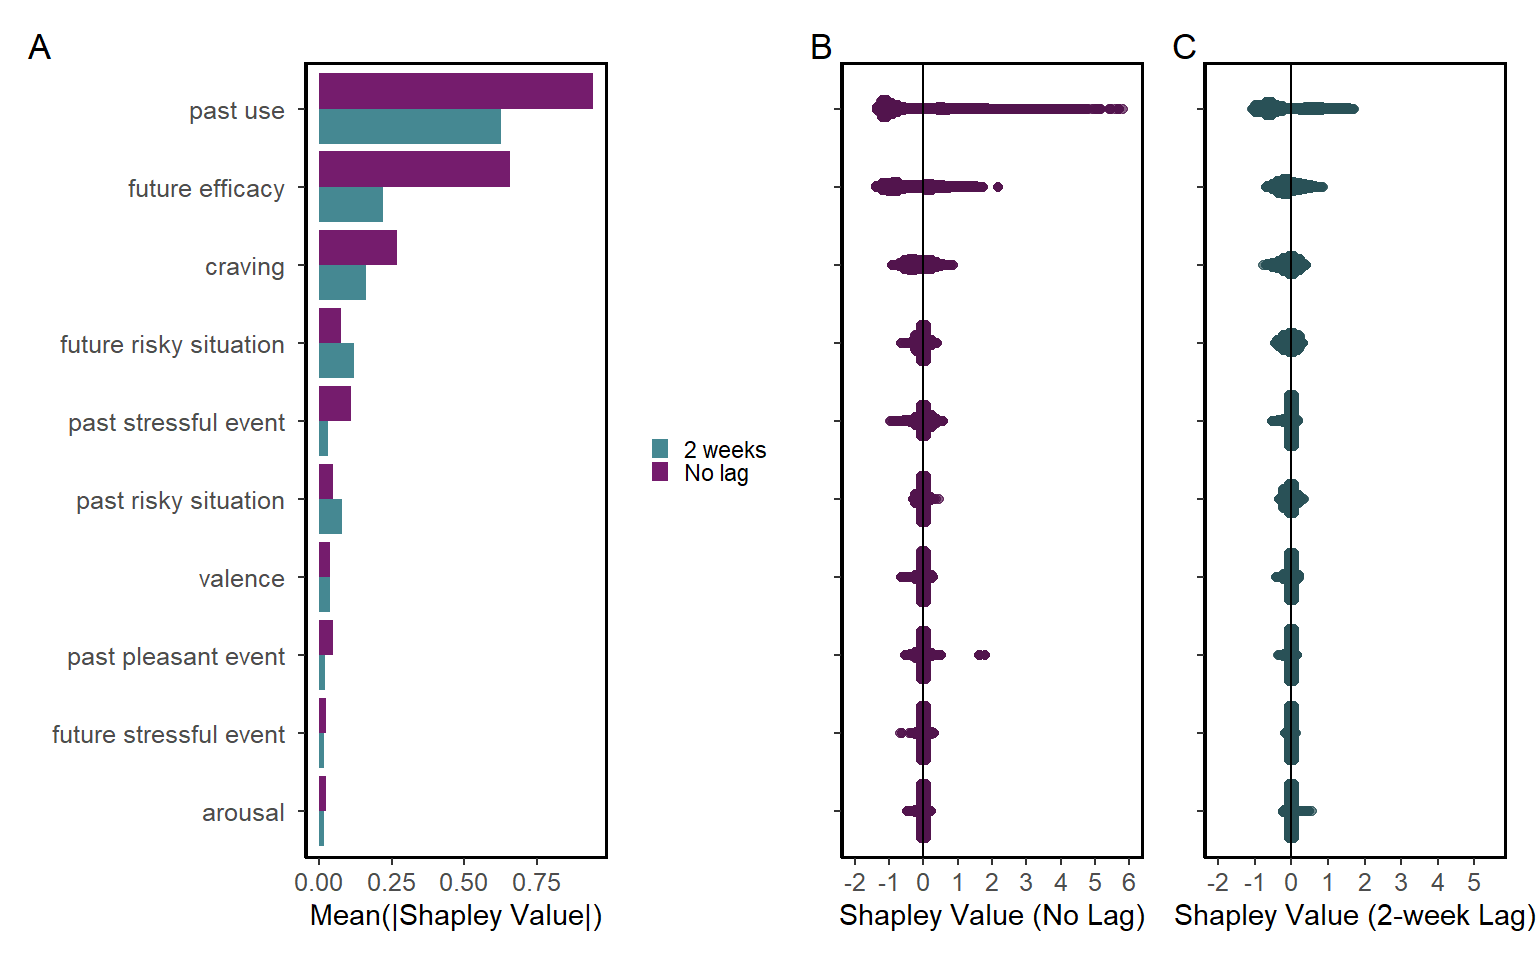 A
past use
future efficacy
craving
future risky situation
past stressful event
past risky situation
valence
past pleasant event
future stressful event
arousal
0.00 0.25 0.50 0.75
Mean(|Shapley Value|)
2 weeks
No lag
B
-2 -1 0 1 2 3 4 5 6
Shapley Value (No Lag)
C
-2 -1 0 1 2 3 4 5
Shapley Value (2-week Lag)